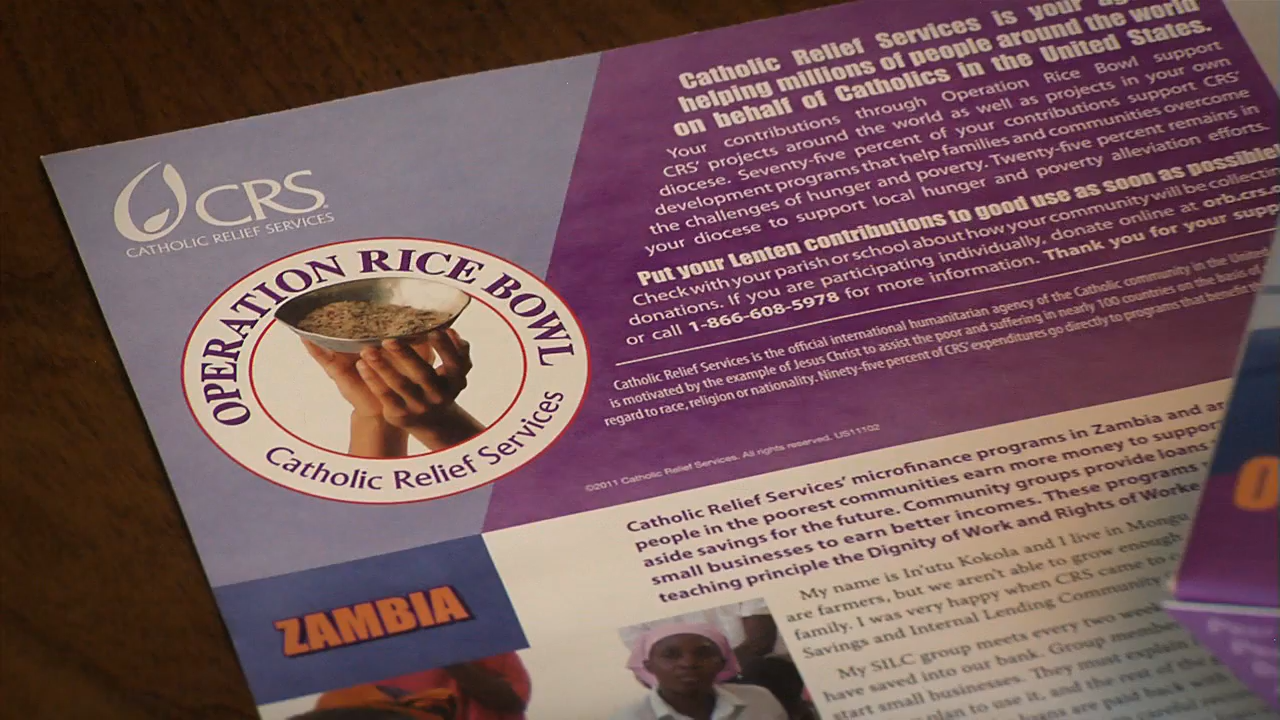 CRS
CATHOLIC RELIEF SERVICES
OPERATION RICE BOWL
Catholic Relief Services
Catholic Relief Services is your
helping millions of people around the world
on behalf of Catholics in the United States.
Your contributions through Operation Rice Bowl support
CRS' projects around the world as well as projects in your own
diocese. Seventy-five percent of your contributions support CRS'
development programs that help families and communities overcome
the challenges of hunger and poverty. Twenty-five percent remains in
your diocese to support local hunger and poverty alleviation efforts.
Put your Lenten contributions to good use as soon as possible!
Check with your parish or school about how your community will be
donations. If you are participating individually, donate online at
or call 1-866-608-5978 for more information. Thank you for your
Catholic Relief Services is the official international humanitarian agency of the Catholic community in the
is motivated by the example of Jesus Christ to assist the poor and suffering in nearly 100 countries on the basis of
regard to race, religion or nationality. Ninety-five percent of CRS' expenditures go directly to programs that benefit
©2011 Catholic Relief Services. All rights reserved. US11102
Catholic Relief Services' microfinance programs in Zambia and
people in the poorest communities earn more money to support
aside savings for the future. Community groups provide loans
small businesses to earn better incomes. These programs
teaching principle the Dignity of Work and Rights of
ZAMBIA
My name is In'utu Kokola and I live in
are farmers, but we aren't able to grow enough
family. I was very happy when CRS came to
Savings and Internal Lending Community
My SILC group meets every two
have saved into our bank. Group
start small businesses. They must explain
plan to use it, and the rest of the
are paid back with